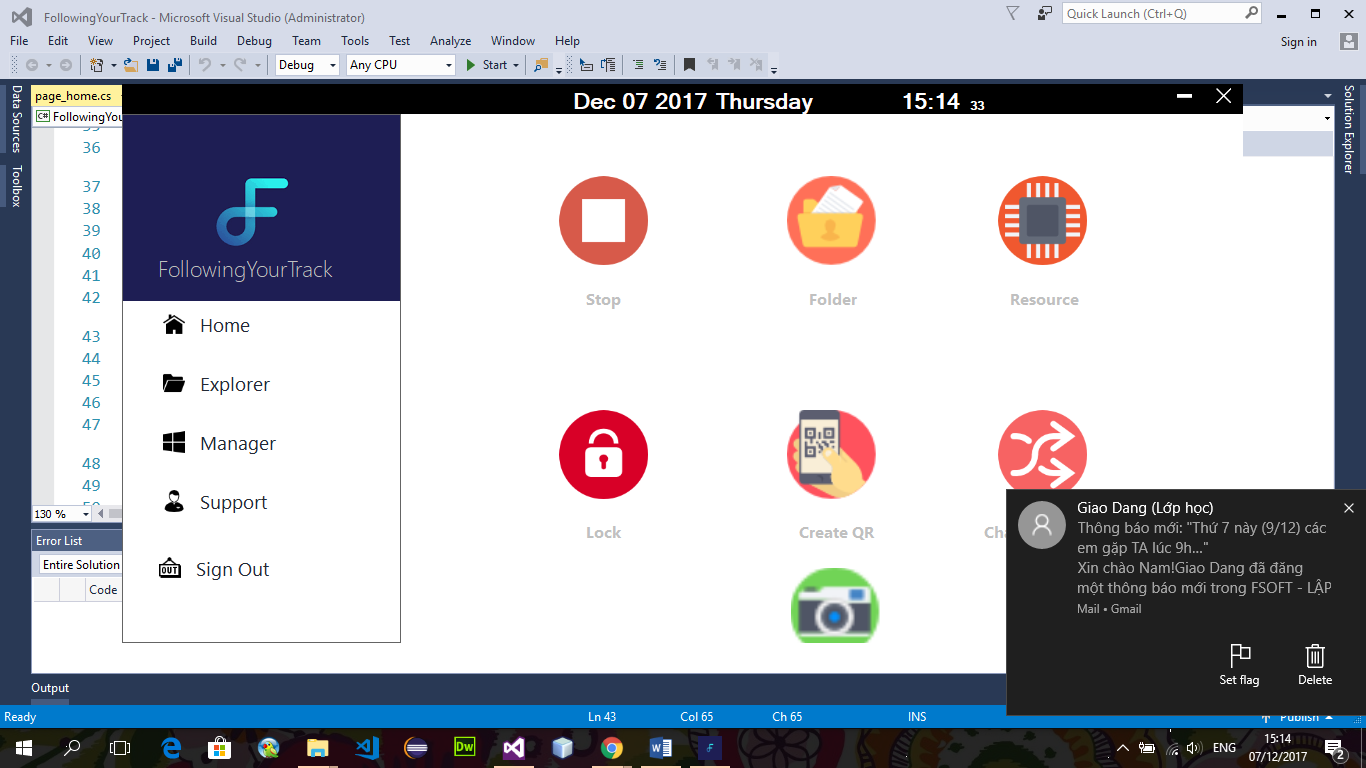 FollowingYourTrack - Microsoft Visual Studio (Administrator)
Quick Launch (Ctrl+Q)
File Edit View Project Build Debug Team Tools Test Analyze Window Help
Sign in
Debug Any CPU Start
Data Sources
Toolbox
page_home.cs
C# FollowingYou
Dec 07 2017 Thursday 15:14 33
Solution Explorer
36
37
38
39
40
41
42
43
44
45
46
47
48
49
130 %
FollowingYourTrack
Home
Explorer
Manager
Support
OUT Sign Out
Stop Folder Resource
Lock Create QR
Error List
Entire Solution
Code
Giao Dang (Lớp học)
Thông báo mới: "Thứ 7 này (9/12) các
em gặp TA lúc 9h..."
Xin chào Nam!Giao Dang đã đăng
một thông báo mới trong FSOFT - LẬP
Mail • Gmail
Set flag Delete
Output
Ready Ln 43 Col 65 Ch 65 INS Publish
Dw
ENG
15:14
07/12/2017
2